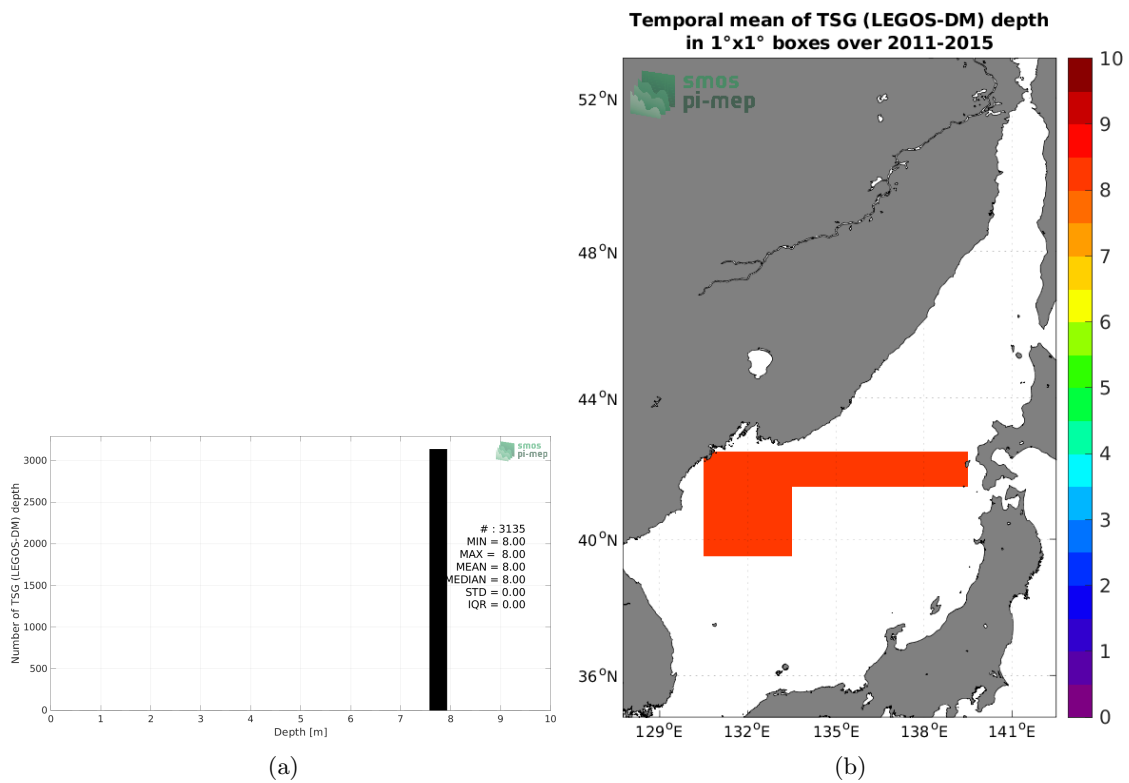 Temporal mean of TSG (LEGOS-DM) depth
in 1°x1° boxes over 2011-2015
smos
pi-mep
52°N
48°N
44°N
40°N
36°N
129°E
132°E
135°E
138°E
141°E
10
9
8
7
6
5
4
3
2
1
0
smos
pi-mep
Number of TSG (LEGOS-DM) depth
3000
2500
2000
1500
1000
500
0
# : 3135
MIN = 8.00
MAX = 8.00
MEAN = 8.00
MEDIAN = 8.00
STD = 0.00
IQR = 0.00
0 1 2 3 4 5 6 7 8 9 10
Depth [m]
(a)
(b)